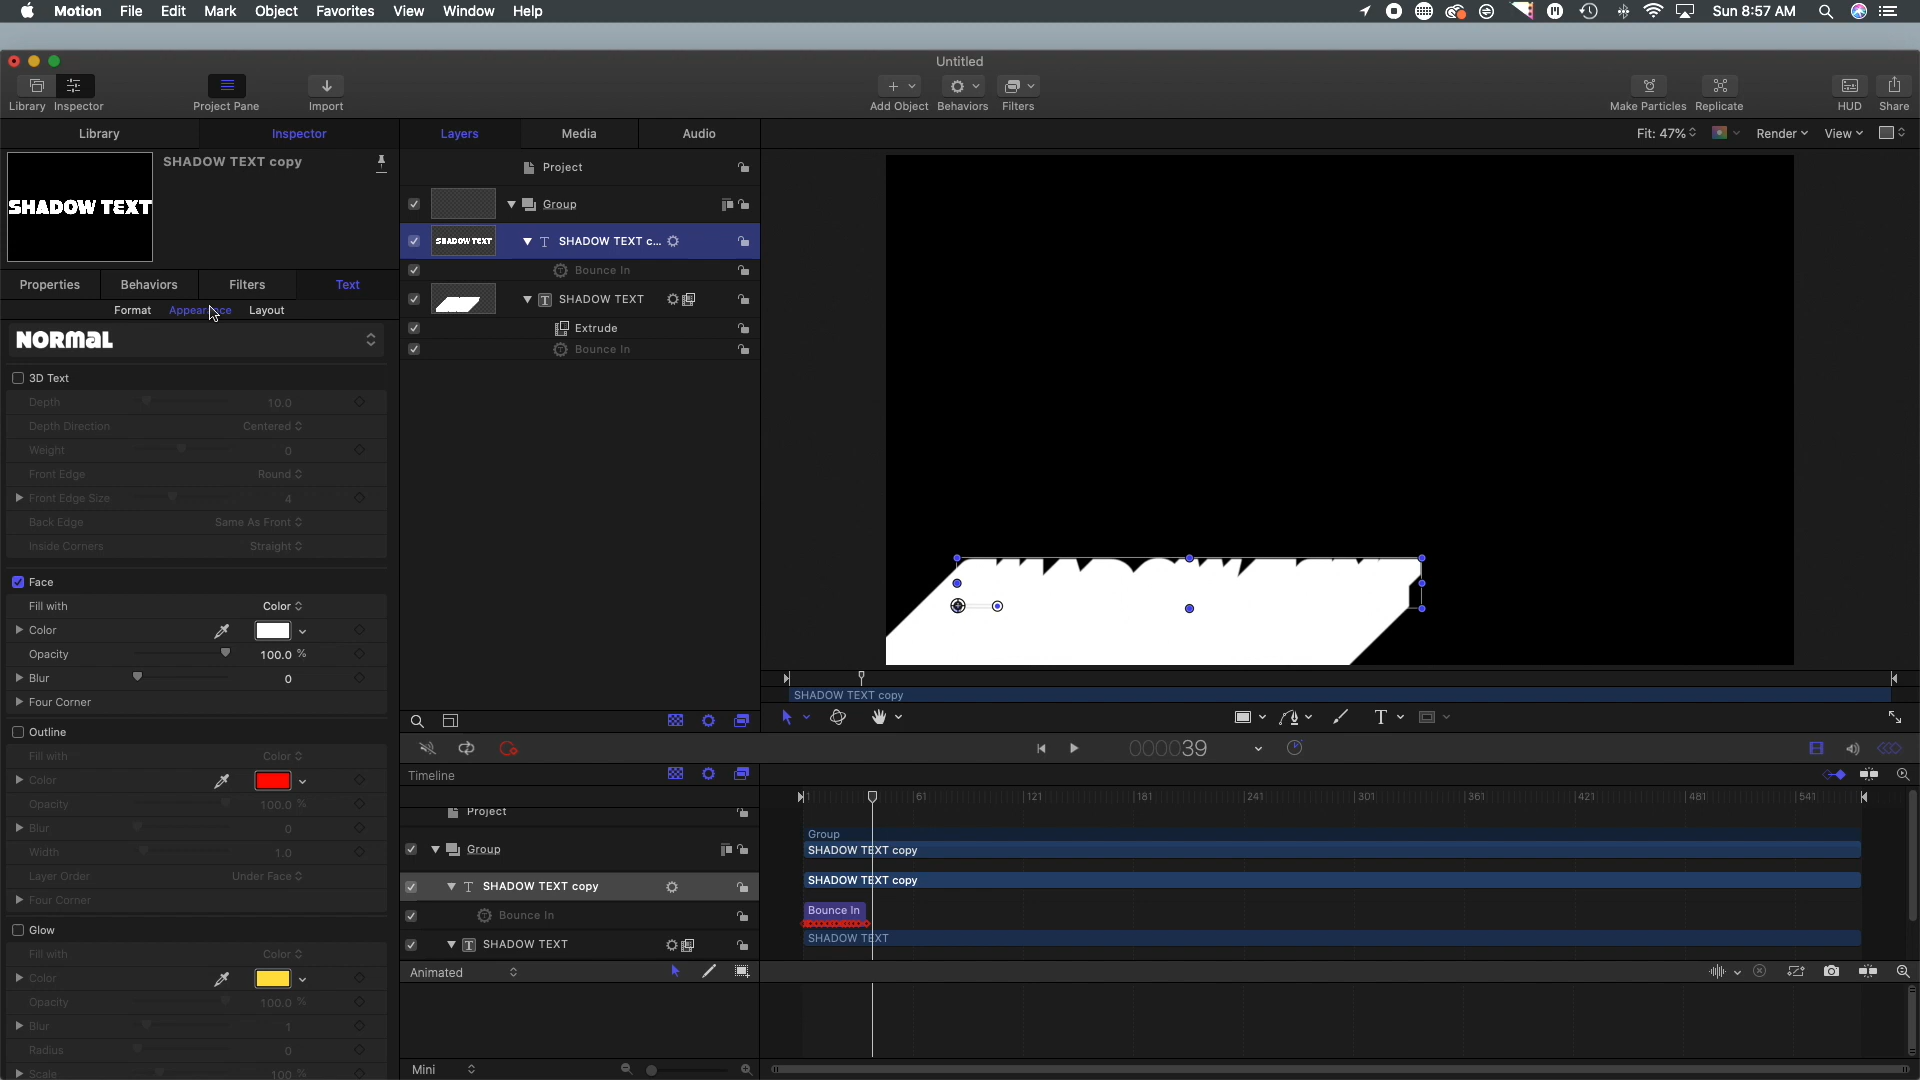 Motion File Edit Mark Object Favorites View Window Help
Sun 8:57 AM
Untitled
Library Inspector
Project Pane
Import
Add Object Behaviors Filters
Make Particles Replicate
HUD Share
Library Inspector
Layers Media Audio
Fit: 47% Render View
SHADOW TEXT copy
SHADOW TEXT
Project
Group
SHADOW TEXT
SHADOW TEXT c...
Bounce In
SHADOW TEXT
Extrude
Bounce In
Properties Behaviors Filters Text
Format Appearance Layout
NORMAL
3D Text
Depth 10.0
Depth Direction Centered
Weight 0
Front Edge Round
Front Edge Size 4
Back Edge Same As Front
Inside Corners Straight
Face
Fill with Color
Color
Opacity 100.0 %
Blur 0
Four Corner
Outline
Fill with Color
Color
Opacity 100.0 %
Blur 0
Width 1.0
Layer Order Under Face
Four Corner
Glow
Fill with Color
Color
Opacity 100.0 %
Blur 1
Radius 0
Scale 100 %
SHADOW TEXT copy
T
000039
Timeline
1 61 121 181 241 301 361 421 481 541
Project
Group
SHADOW TEXT copy
Bounce In
SHADOW TEXT
Group
SHADOW TEXT copy
SHADOW TEXT copy
Bounce In
SHADOW TEXT
Animated
Mini